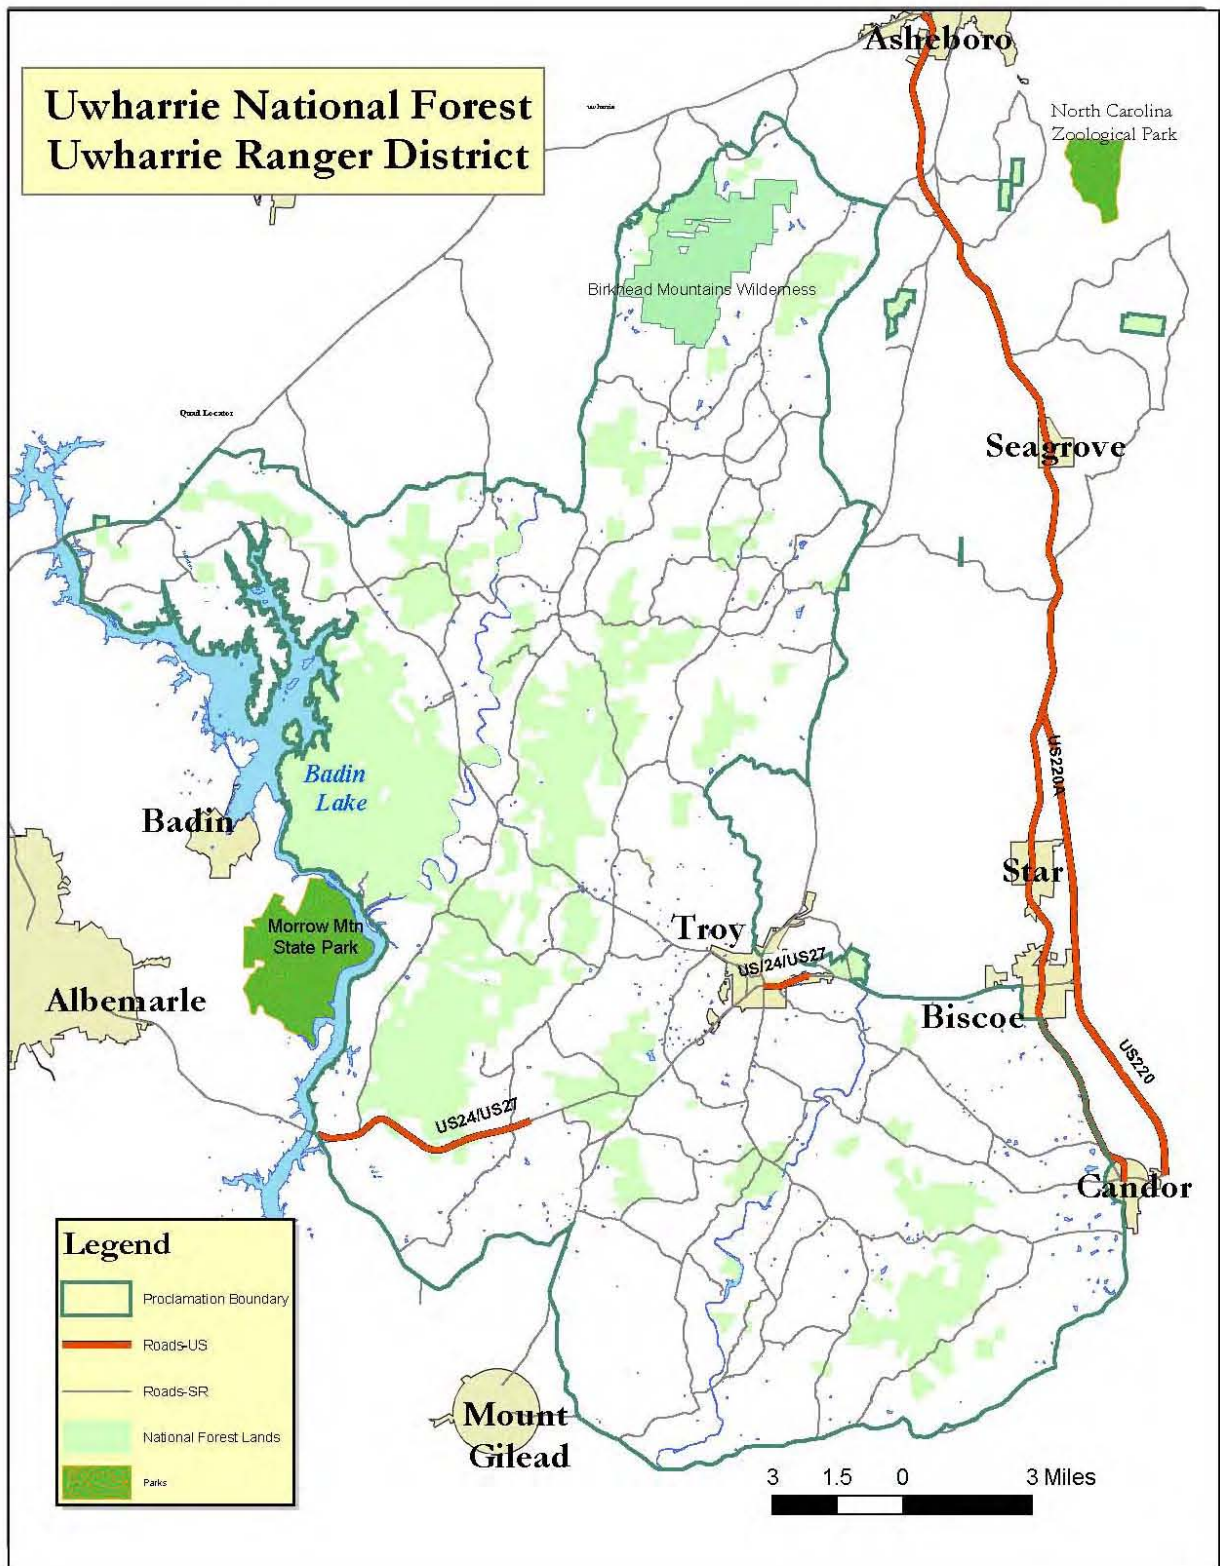 Asheboro
Uwharrie National Forest
Uwharrie Ranger District
North Carolina
Zoological Park
Birkhead Mountains Wilderness
Quad Locator
Seagrove
US220A
Badin
Lake
Badin
Star
Morrow Mtn
State Park
Troy
US/24/US27
Albemarle
Biscoe
US220
US24/US27
Candor
Legend
Proclamation Boundary
Roads-US
Roads-SR
National Forest Lands
Parks
Mount
Gilead
3 1.5 0 3 Miles